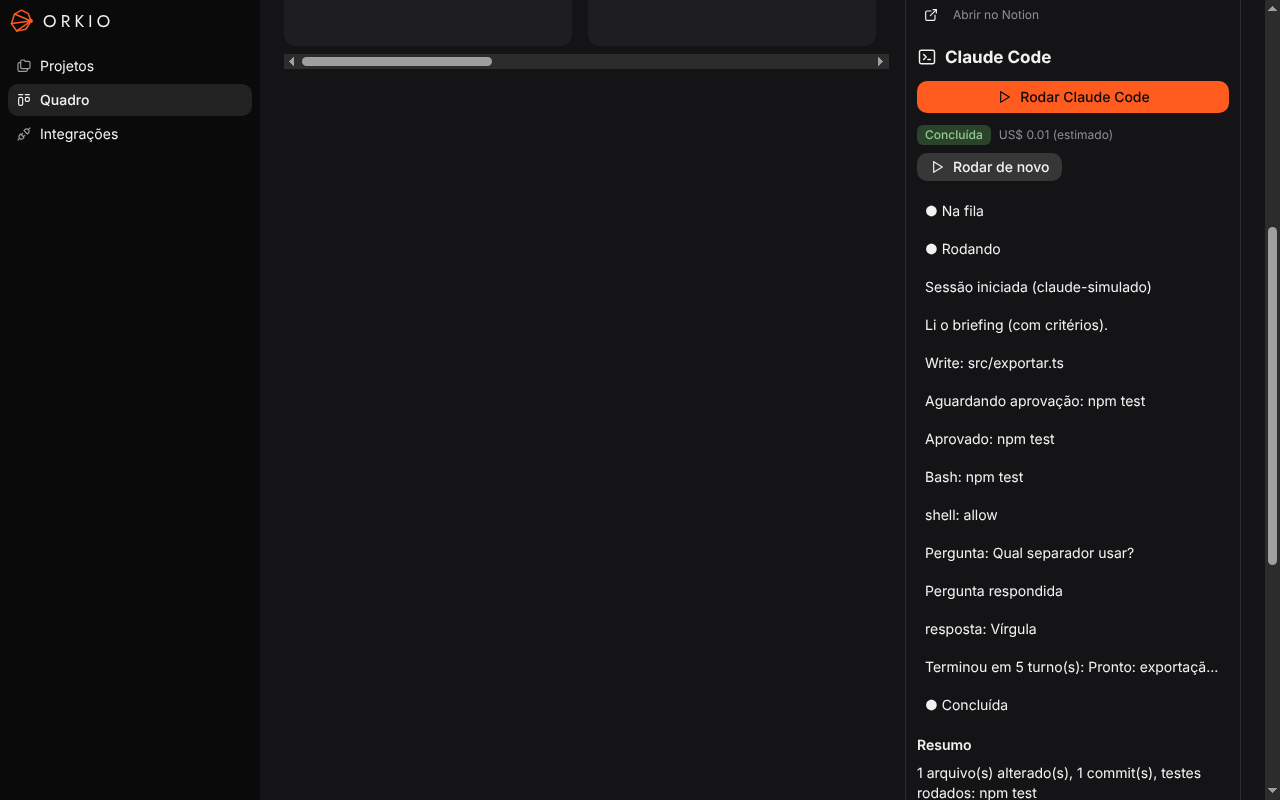 ORKIO
Projetos
Quadro
Integrações
Abrir no Notion
Claude Code
Rodar Claude Code
Concluída US$ 0.01 (estimado)
Rodar de novo
Na fila
Rodando
Sessão iniciada (claude-simulado)
Li o briefing (com critérios).
Write: src/exportar.ts
Aguardando aprovação: npm test
Aprovado: npm test
Bash: npm test
shell: allow
Pergunta: Qual separador usar?
Pergunta respondida
resposta: Vírgula
Terminou em 5 turno(s): Pronto: exportaçã...
Concluída
Resumo
1 arquivo(s) alterado(s), 1 commit(s), testes
rodados: npm test